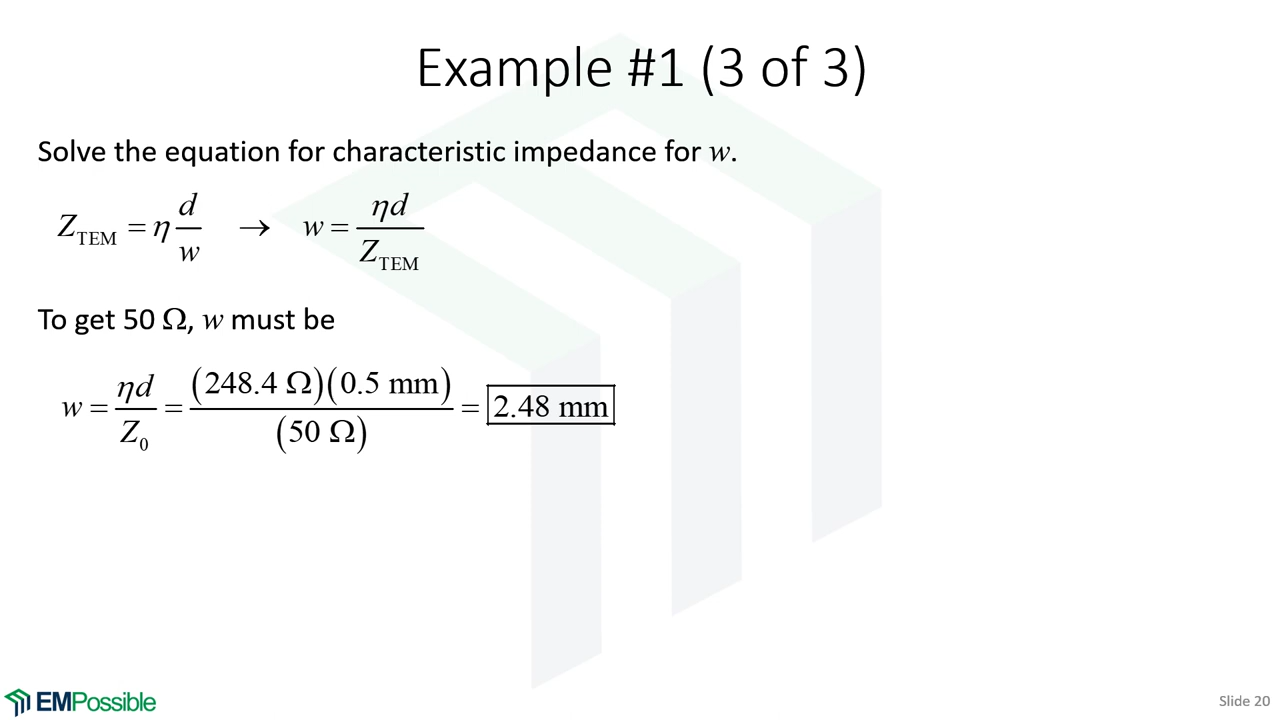 Example #1 (3 of 3)
Solve the equation for characteristic impedance for w.
Z_TEM = η d/w → w = ηd/Z_TEM
To get 50 Ω, w must be
w = ηd/Z_0 = (248.4 Ω)(0.5 mm)/(50 Ω) = 2.48 mm
EMPossible
Slide 20